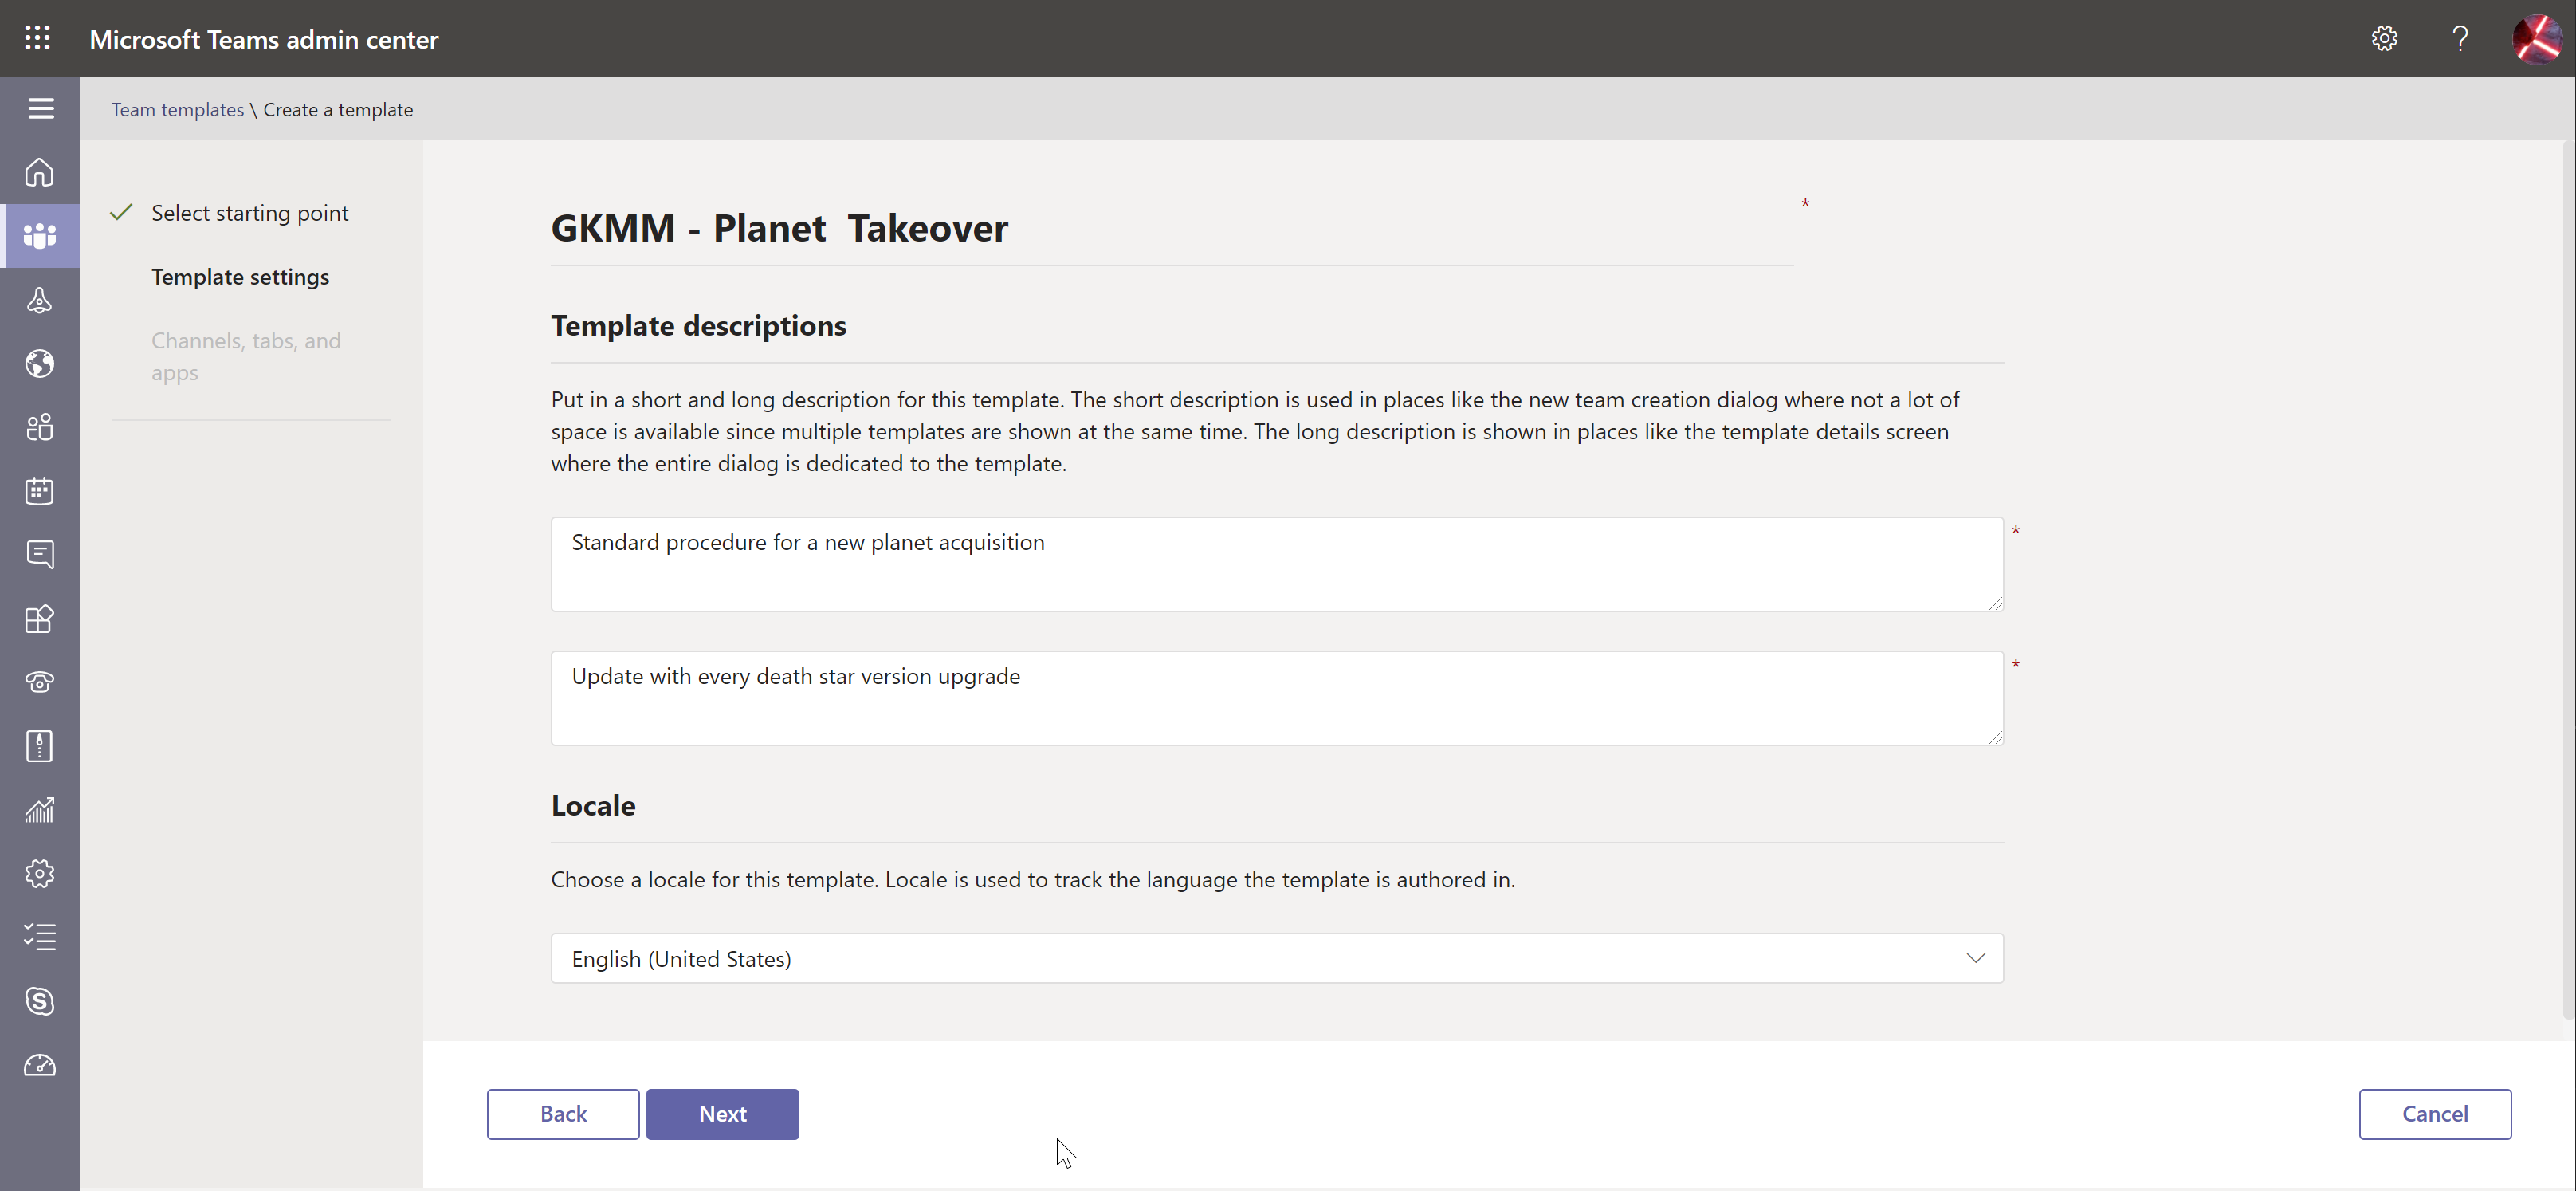 Microsoft Teams admin center
?
Team templates \ Create a template
Select starting point
Template settings
Channels, tabs, and
apps
GKMM - Planet  Takeover
*
Template descriptions
Put in a short and long description for this template. The short description is used in places like the new team creation dialog where not a lot of
space is available since multiple templates are shown at the same time. The long description is shown in places like the template details screen
where the entire dialog is dedicated to the template.
Standard procedure for a new planet acquisition
*
Update with every death star version upgrade
*
Locale
Choose a locale for this template. Locale is used to track the language the template is authored in.
English (United States)
Back
Next
Cancel